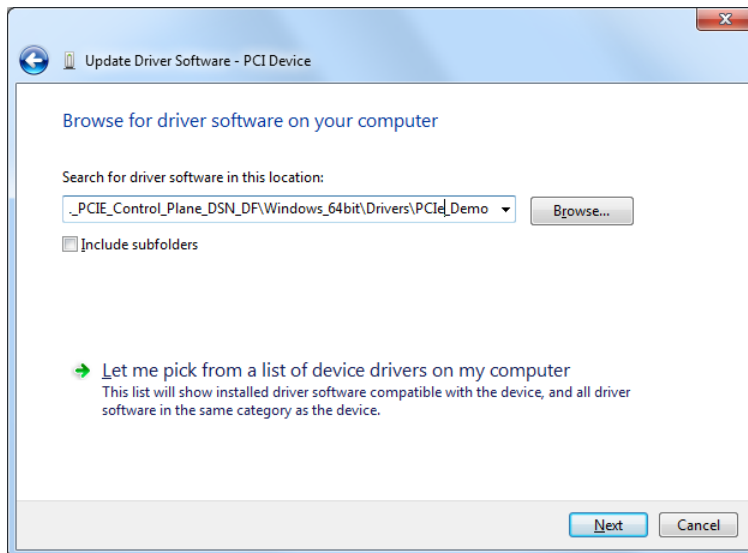 Update Driver Software - PCI Device
Browse for driver software on your computer
Search for driver software in this location:
._PCIE_Control_Plane_DSN_DF\Windows_64bit\Drivers\PCIe_Demo
Browse...
Include subfolders
Let me pick from a list of device drivers on my computer
This list will show installed driver software compatible with the device, and all driver
software in the same category as the device.
Next
Cancel